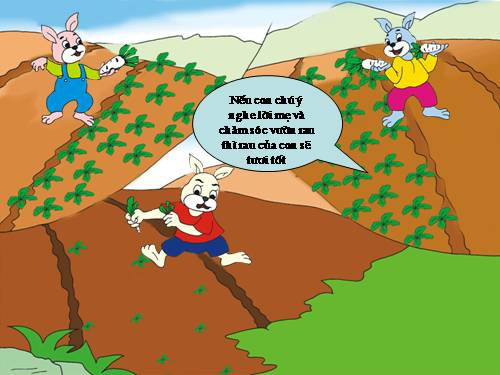 Nếu con chú ý
nghe lời mẹ và
chăm sóc vườn rau
thì rau của con sẽ
tươi tốt